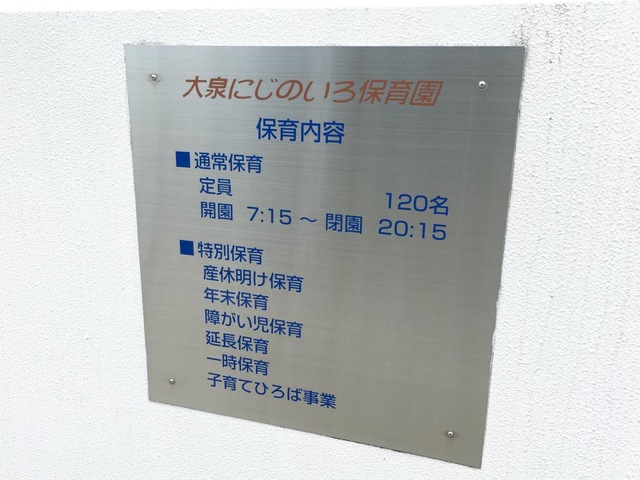 大泉にじのいろ保育園
保育内容
■通常保育
定員 120名
開園 7:15 ～ 閉園 20:15
■特別保育
産休明け保育
年末保育
障がい児保育
延長保育
一時保育
子育てひろば事業